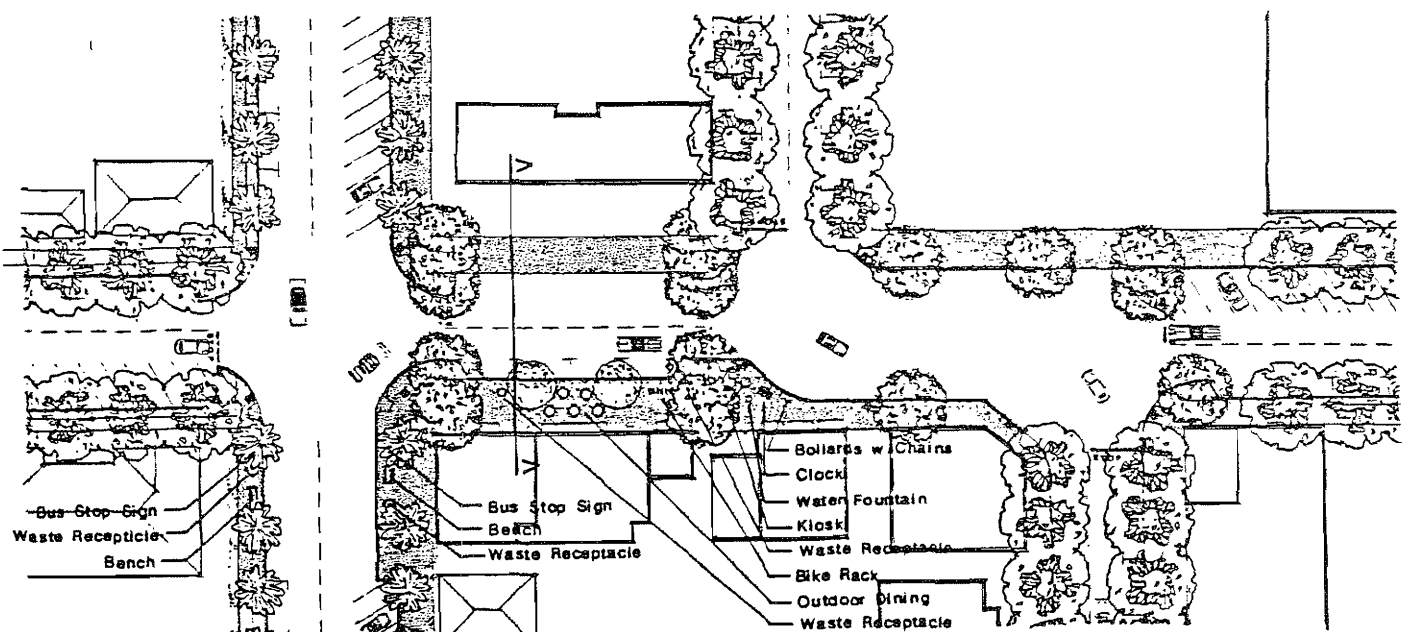 Bus Stop Sign
Waste Recepticle
Bench
Bus Stop Sign
Bench
Waste Receptacle
Bollards w/Chains
Clock
Water Fountain
Kiosk
Waste Receptacle
Bike Rack
Outdoor Dining
Waste Receptacle